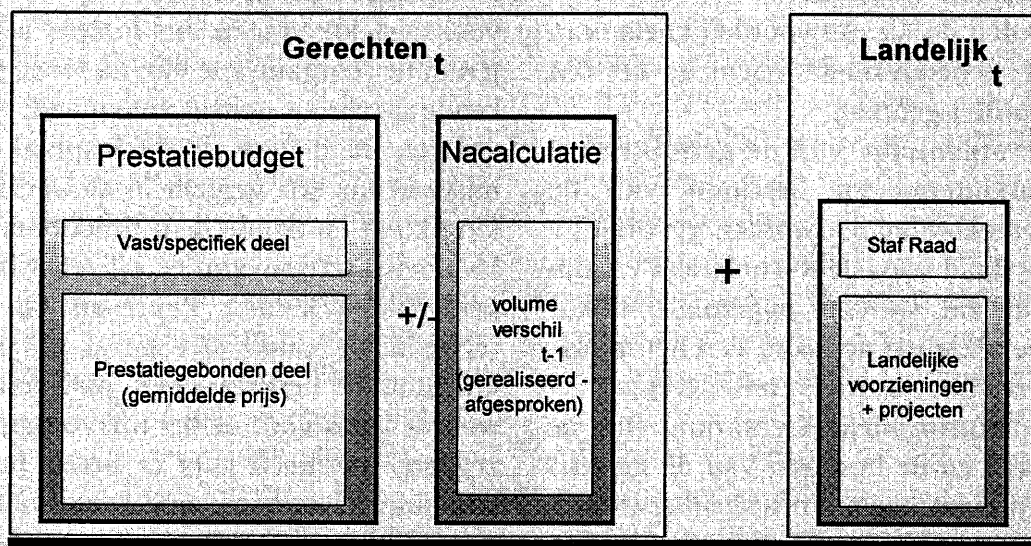 Gerechten t
Prestatiebudget
Vast/specifiek deel
Prestatiegebonden deel
(gemiddelde prijs)
+/-
Nacalculatie
volume
verschil
t-1
(gerealiseerd -
afgesproken)
+
Landelijk t
Staf Raad
Landelijke
voorzieningen
+ projecten